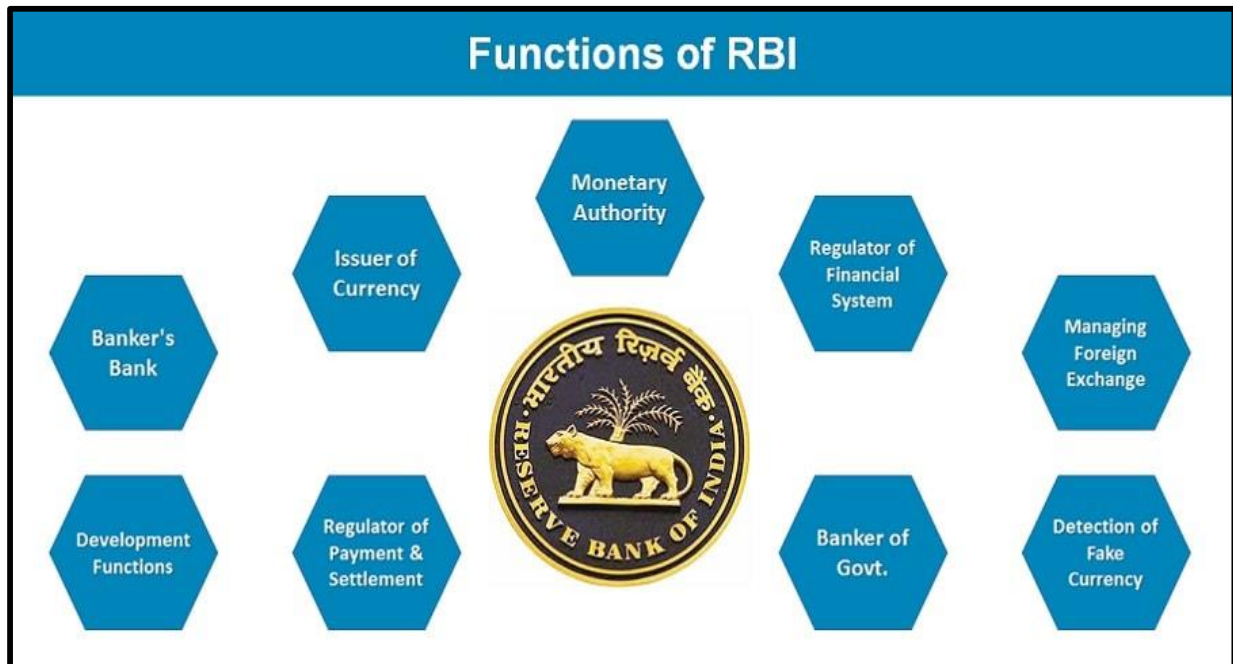 Functions of RBI
Monetary
Authority
Issuer of
Currency
Regulator of
Financial
System
Banker's
Bank
Managing
Foreign
Exchange
भारतीय रिज़र्व बैंक
RESERVE BANK OF INDIA
Development
Functions
Regulator of
Payment &
Settlement
Banker of
Govt.
Detection of
Fake
Currency